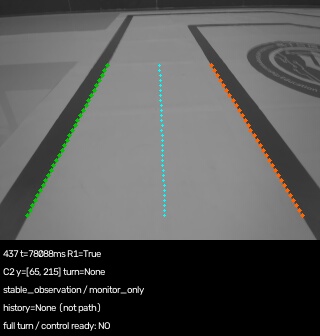 437 t=78088ms R1=True
C2 y=[65, 215] turn=None
stable_observation / monitor_only
history=None (not path)
full turn / control ready: NO